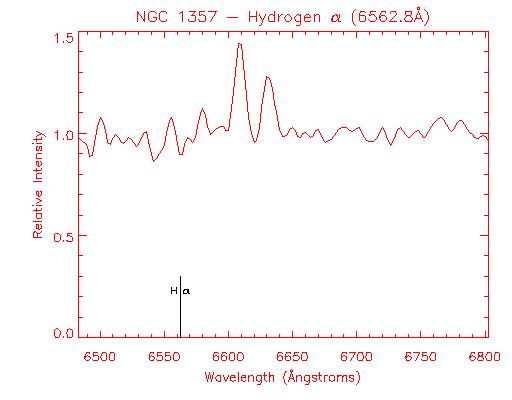 NGC 1357 – Hydrogen α (6562.8Å)
1.5
1.0
0.5
0.0
Relative Intensity
H α
6500 6550 6600 6650 6700 6750 6800
Wavelength (Ångstroms)